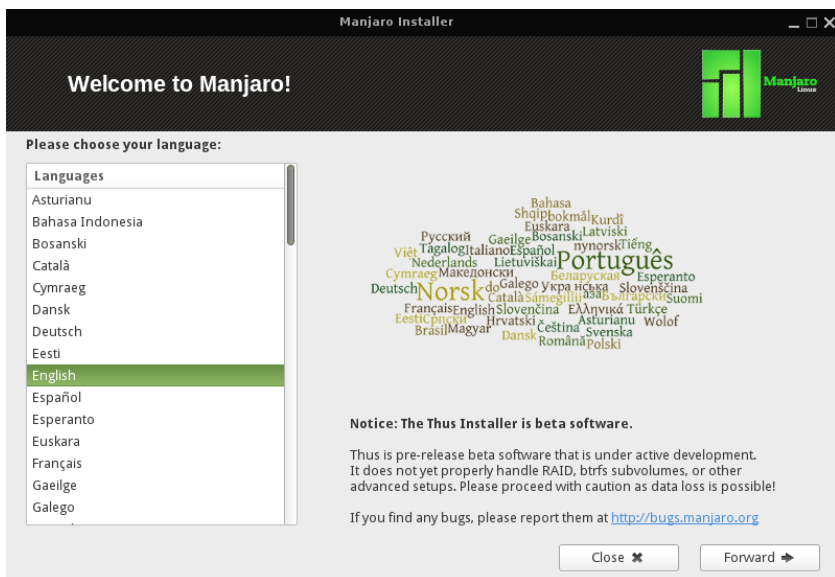 Manjaro Installer
Welcome to Manjaro!
Manjaro
Linux
Please choose your language:
Languages
Asturianu
Bahasa Indonesia
Bosanski
Català
Cymraeg
Dansk
Deutsch
Eesti
English
Español
Esperanto
Euskara
Français
Gaeilge
Galego
Bahasa
Shqip bokmål Kurdî
Euskara
Русский Gaeilge Bosanski Latviski
Việt Tagalog Italiano Español nynorsk Tiếng
Nederlands Lietuviškai Português
Cymraeg Македонски Беларуская Esperanto
Deutsch Norsk do Galego Украінська Slovenščina
Català Sámegillii Български Suomi
Français English Slovenčina Ελληνικά Türkçe
Eesti Српски Hrvatski Čeština Asturianu Wolof
Brasil Magyar Dansk Svenska
Română Polski
Notice: The Thus Installer is beta software.
Thus is pre-release beta software that is under active development.
It does not yet properly handle RAID, btrfs subvolumes, or other
advanced setups. Please proceed with caution as data loss is possible!
If you find any bugs, please report them at http://bugs.manjaro.org
Close
Forward